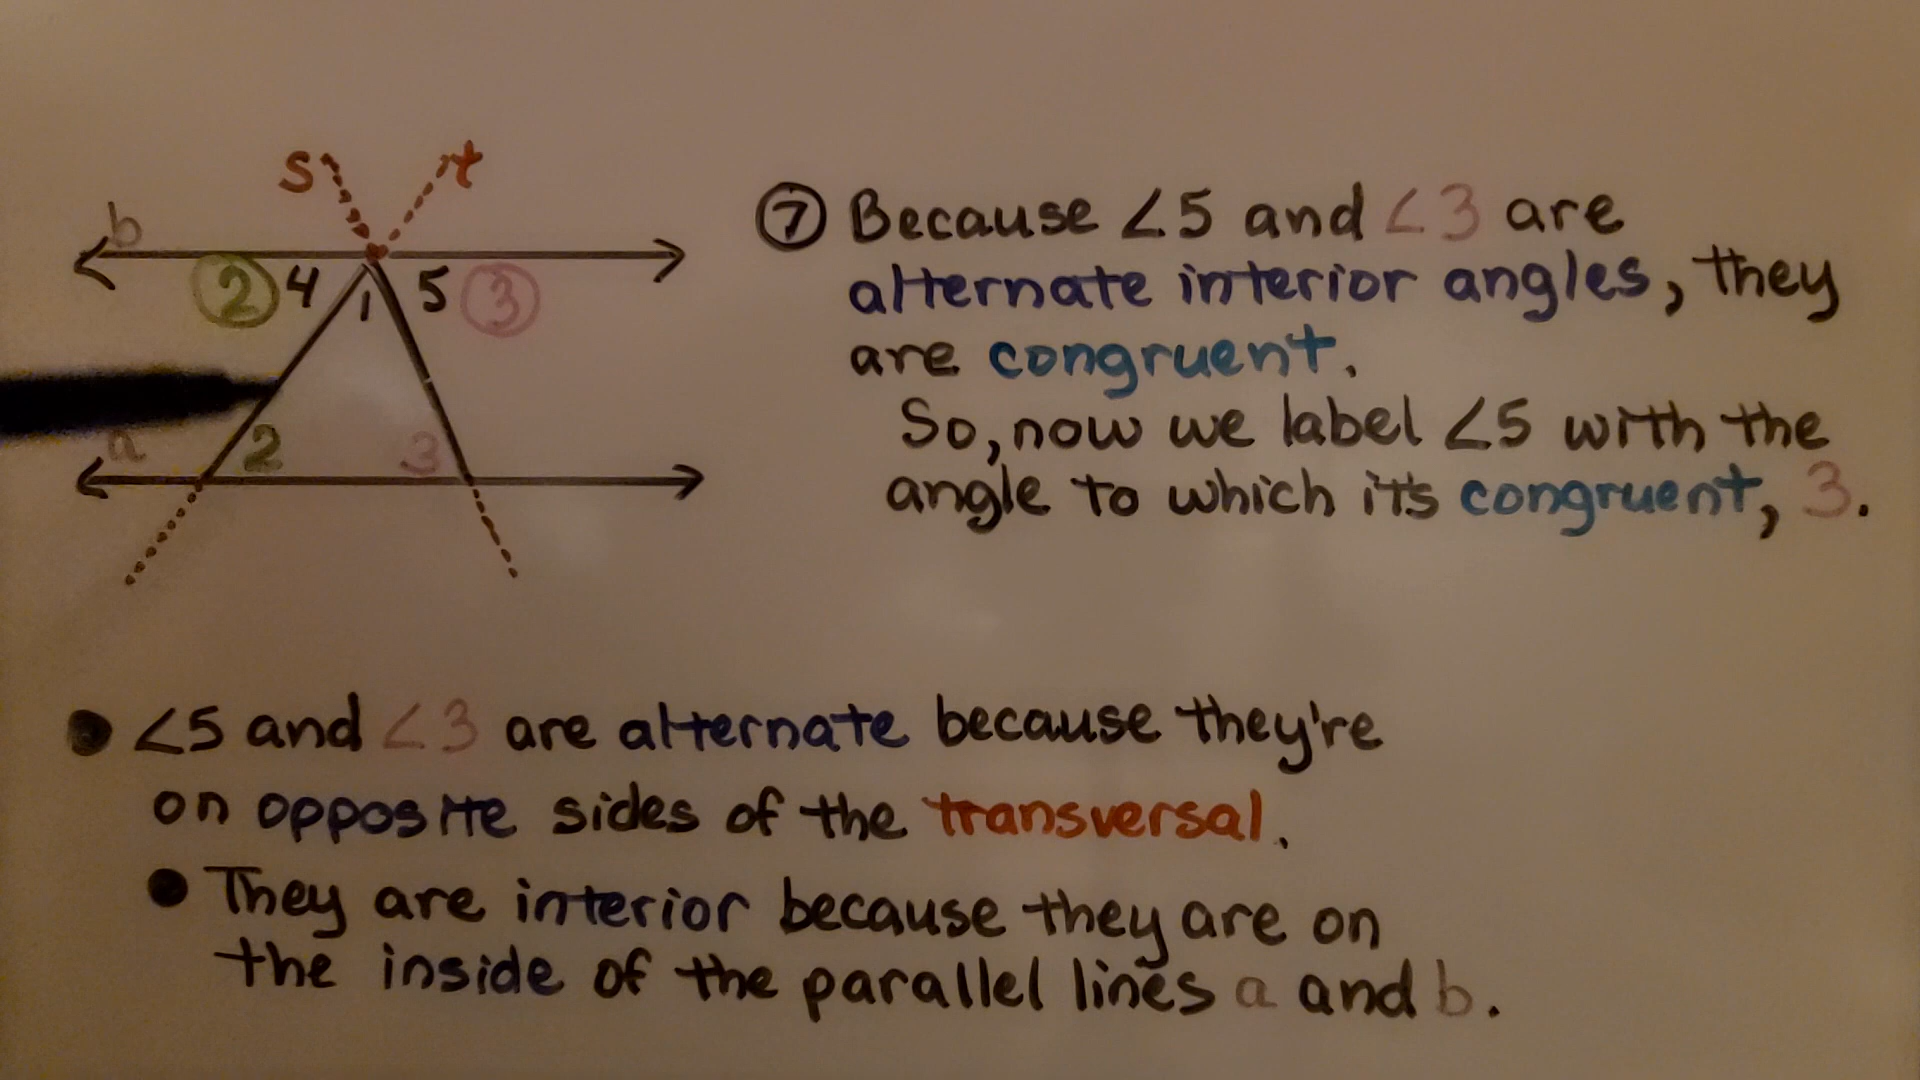 s t
b
② 4 1 5 ③
a 2 3
⑦ Because ∠5 and ∠3 are
alternate interior angles, they
are congruent.
So, now we label ∠5 with the
angle to which it's congruent, 3.
• ∠5 and ∠3 are alternate because they're
on opposite sides of the transversal.
• They are interior because they are on
the inside of the parallel lines a and b.